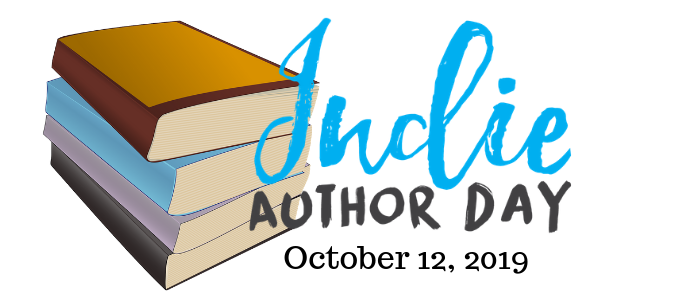 Indie
AUTHOR DAY
October 12, 2019